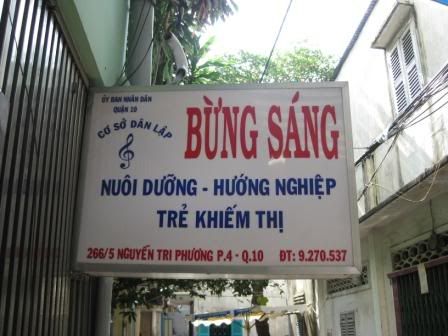 ỦY BAN NHÂN DÂN
QUẬN 10
CƠ SỞ DÂN LẬP
BỪNG SÁNG
NUÔI DƯỠNG - HƯỚNG NGHIỆP
TRẺ KHIẾM THỊ
266/5 NGUYỄN TRI PHƯƠNG P.4 - Q.10 ĐT: 9.270.537